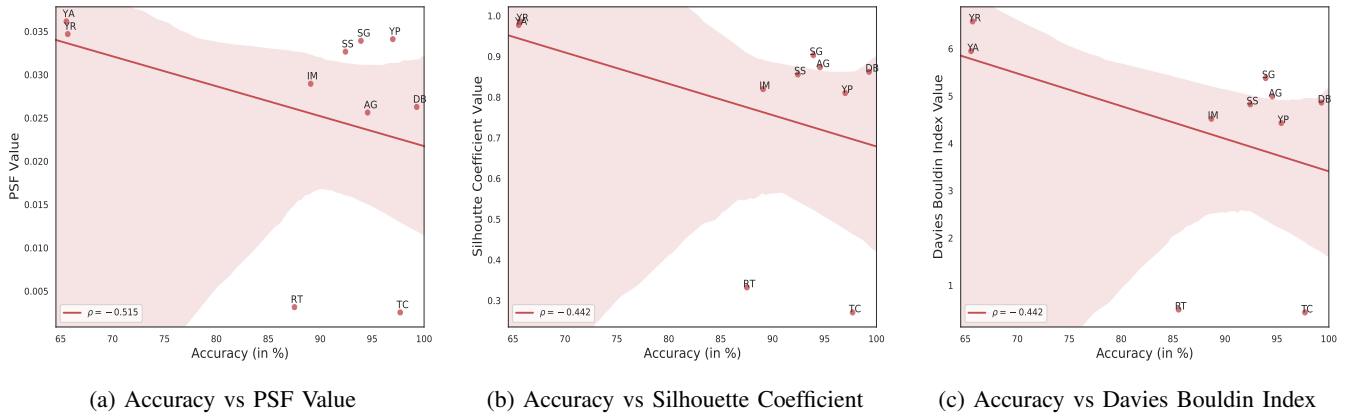 PSF Value
0.035
0.030
0.025
0.020
0.015
0.010
0.005
YA
YR
SS
SG
YP
IM
AG
DB
RT
TC
ρ = −0.515
65 70 75 80 85 90 95 100
Accuracy (in %)
(a) Accuracy vs PSF Value
Silhoutte Coefficient Value
1.0
0.9
0.8
0.7
0.6
0.5
0.4
0.3
YR
YA
SG
AG
SS
DB
IM
YP
RT
TC
ρ = −0.442
65 70 75 80 85 90 95 100
Accuracy (in %)
(b) Accuracy vs Silhouette Coefficient
Davies Bouldin Index Value
6
5
4
3
2
1
YR
YA
SG
AG
SS
DB
IM
YP
RT
TC
ρ = −0.442
65 70 75 80 85 90 95 100
Accuracy (in %)
(c) Accuracy vs Davies Bouldin Index